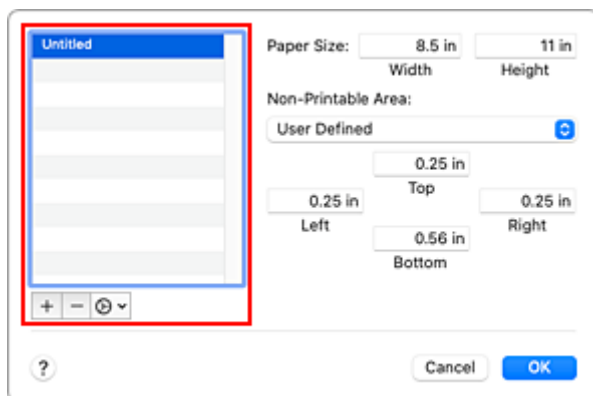 Untitled
Paper Size: 8.5 in 11 in
Width Height
Non-Printable Area:
User Defined
0.25 in
Top
0.25 in 0.25 in
Left Right
0.56 in
Bottom
+ −
? Cancel OK